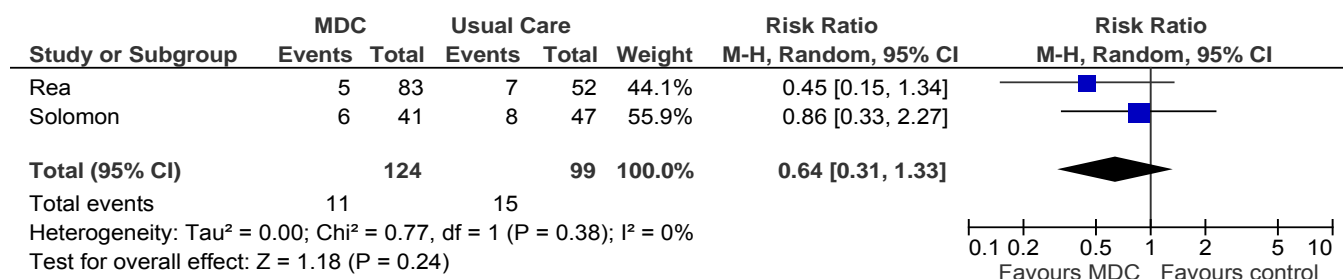 MDC Usual Care Risk Ratio Risk Ratio
Study or Subgroup Events Total Events Total Weight M-H, Random, 95% CI M-H, Random, 95% CI
Rea 5 83 7 52 44.1% 0.45 [0.15, 1.34]
Solomon 6 41 8 47 55.9% 0.86 [0.33, 2.27]
Total (95% CI) 124 99 100.0% 0.64 [0.31, 1.33]
Total events 11 15
Heterogeneity: Tau² = 0.00; Chi² = 0.77, df = 1 (P = 0.38); I² = 0%
Test for overall effect: Z = 1.18 (P = 0.24)
0.1 0.2 0.5 1 2 5 10
Favours MDC Favours control